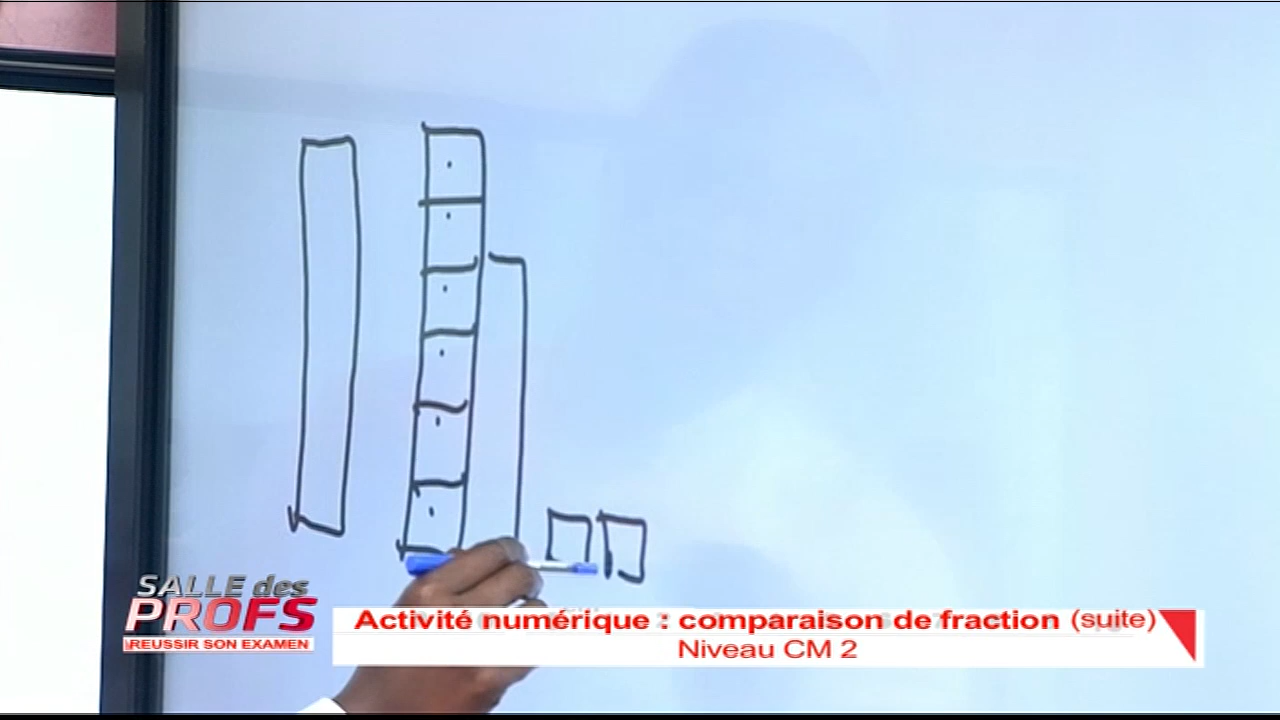 SALLE des
PROFS
REUSSIR SON EXAMEN
Activité numérique : comparaison de fraction (suite)
Niveau CM 2